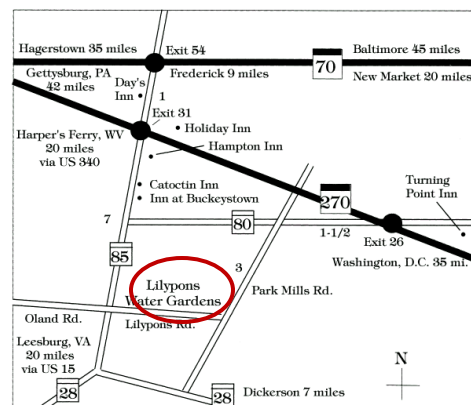 Hagerstown 35 miles
Exit 54
Baltimore 45 miles
70
Gettysburg, PA
42 miles
Frederick 9 miles
New Market 20 miles
Day's
Inn
1
Exit 31
Harper's Ferry, WV
20 miles
via US 340
Holiday Inn
Hampton Inn
Catoctin Inn
Inn at Buckeystown
Turning
Point Inn
270
7
80
1-1/2
Exit 26
85
3
Washington, D.C. 35 mi.
Lilypons
Water Gardens
Park Mills Rd.
Oland Rd.
Lilypons Rd.
Leesburg, VA
20 miles
via US 15
N
28
28
Dickerson 7 miles